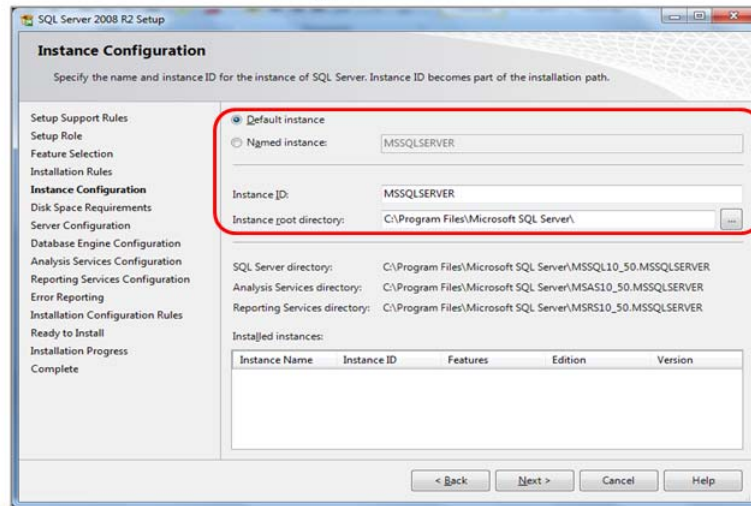 SQL Server 2008 R2 Setup
Instance Configuration
Specify the name and instance ID for the instance of SQL Server. Instance ID becomes part of the installation path.
Setup Support Rules
Setup Role
Feature Selection
Installation Rules
Instance Configuration
Disk Space Requirements
Server Configuration
Database Engine Configuration
Analysis Services Configuration
Reporting Services Configuration
Error Reporting
Installation Configuration Rules
Ready to Install
Installation Progress
Complete
Default instance
Named instance: MSSQLSERVER
Instance ID: MSSQLSERVER
Instance root directory: C:\Program Files\Microsoft SQL Server\ ...
SQL Server directory: C:\Program Files\Microsoft SQL Server\MSSQL10_50.MSSQLSERVER
Analysis Services directory: C:\Program Files\Microsoft SQL Server\MSAS10_50.MSSQLSERVER
Reporting Services directory: C:\Program Files\Microsoft SQL Server\MSRS10_50.MSSQLSERVER
Installed instances:
Instance Name Instance ID Features Edition Version
< Back Next > Cancel Help